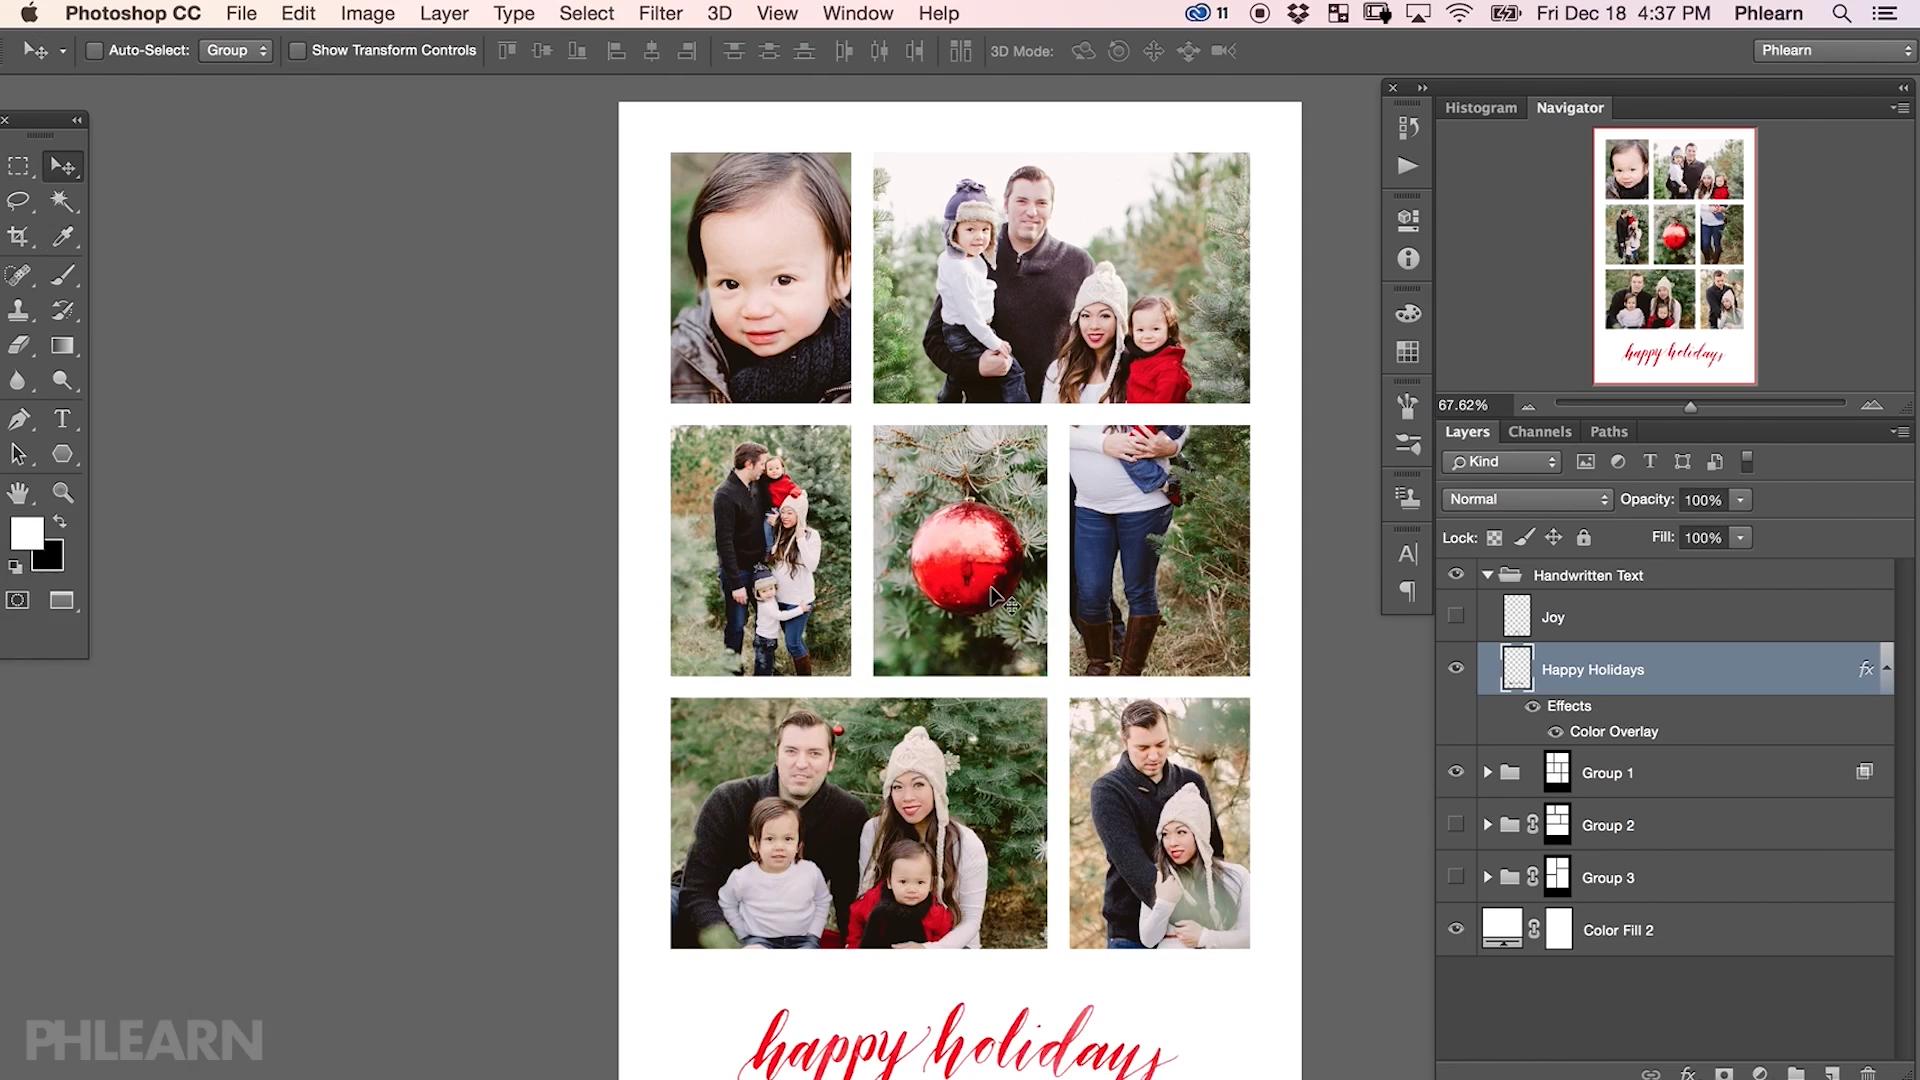 Photoshop CC File Edit Image Layer Type Select Filter 3D View Window Help 11 Fri Dec 18 4:37 PM Phlearn
Auto-Select: Group Show Transform Controls 3D Mode: Phlearn
Histogram Navigator
happy holidays
67.62%
Layers Channels Paths
Kind
Normal Opacity: 100%
Lock: Fill: 100%
Handwritten Text
Joy
Happy Holidays fx
Effects
Color Overlay
Group 1
Group 2
Group 3
Color Fill 2
happy holidays
PHLEARN